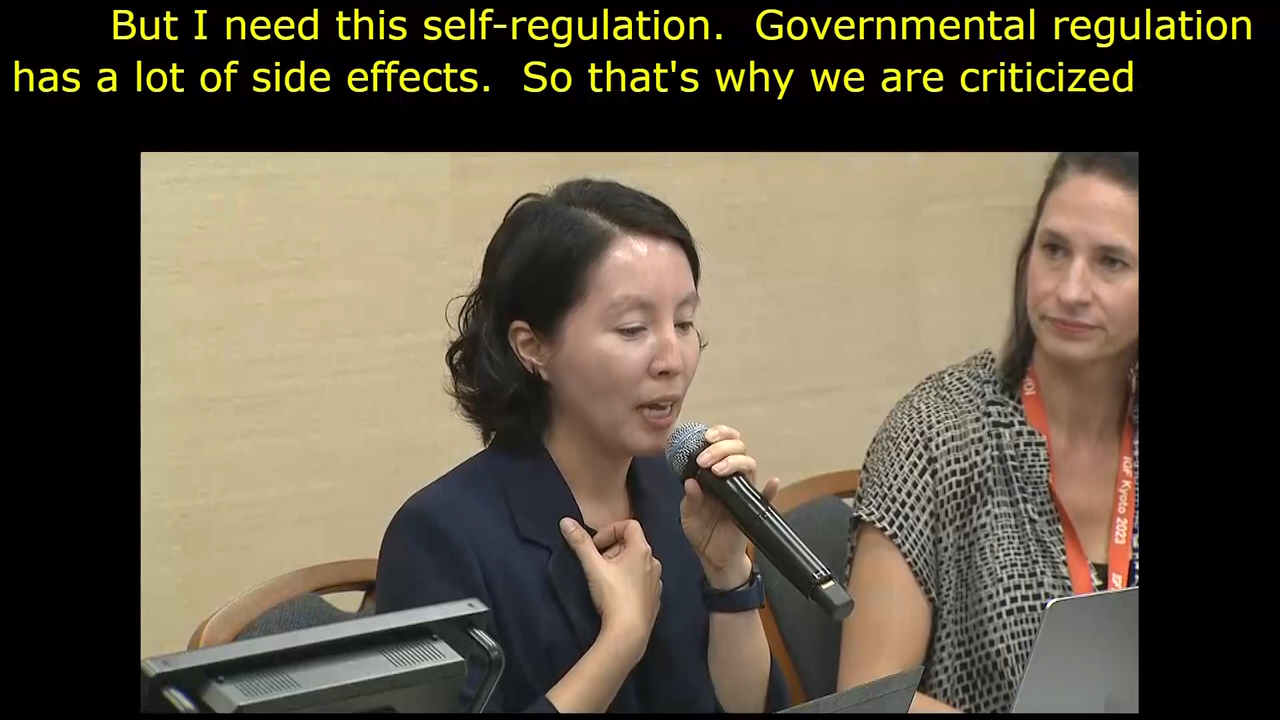 But I need this self-regulation.  Governmental regulation
has a lot of side effects.  So that's why we are criticized
IGF Kyoto 2023